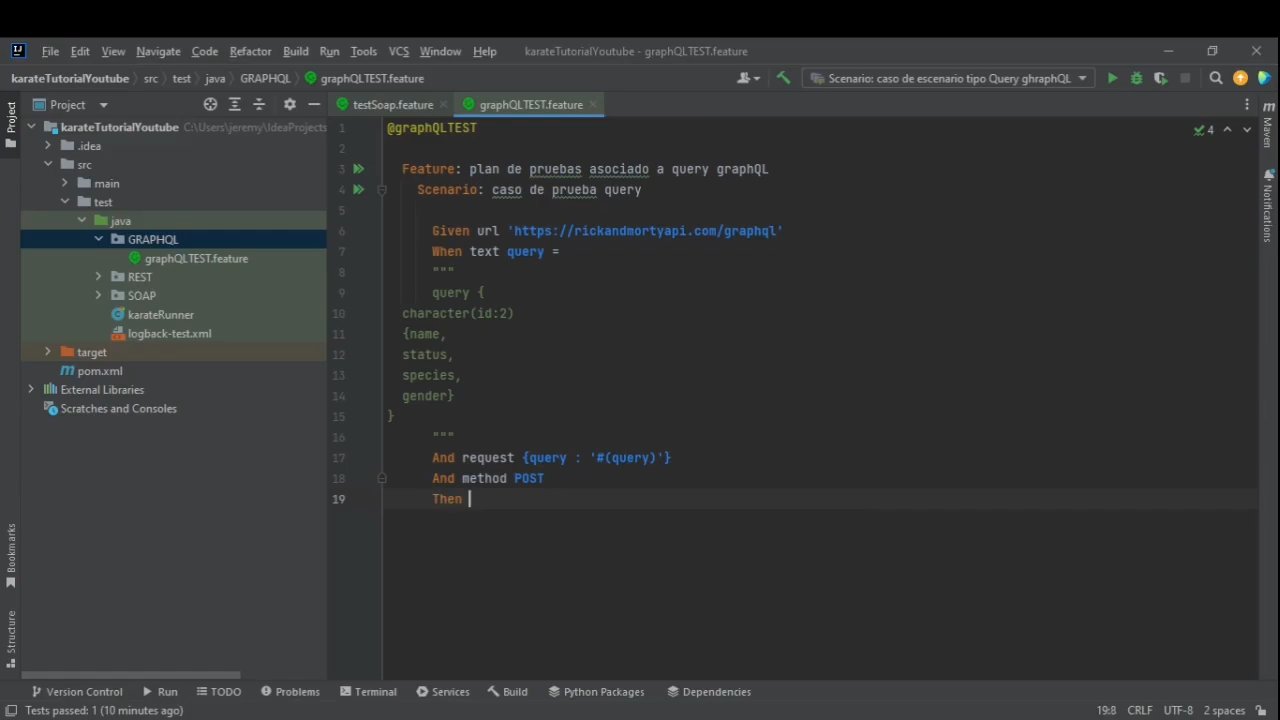 File Edit View Navigate Code Refactor Build Run Tools VCS Window Help karateTutorialYoutube - graphQLTEST.feature
karateTutorialYoutube src test java GRAPHQL graphQLTEST.feature Scenario: caso de escenario tipo Query ghraphQL
Project Project testSoap.feature graphQLTEST.feature Maven
karateTutorialYoutube C:\Users\jeremy\IdeaProjects
.idea
src
main
test
java
GRAPHQL
graphQLTEST.feature
REST
SOAP
karateRunner
logback-test.xml
target
pom.xml
External Libraries
Scratches and Consoles
1 @graphQLTEST 4
2
3 Feature: plan de pruebas asociado a query graphQL
4 Scenario: caso de prueba query
5
6 Given url 'https://rickandmortyapi.com/graphql'
7 When text query =
8 """
9 query {
10 character(id:2)
11 {name,
12 status,
13 species,
14 gender}
15 }
16 """
17 And request {query : '#(query)'}
18 And method POST
19 Then
Notifications
Bookmarks
Structure
Version Control Run TODO Problems Terminal Services Build Python Packages Dependencies
Tests passed: 1 (10 minutes ago) 19:8 CRLF UTF-8 2 spaces